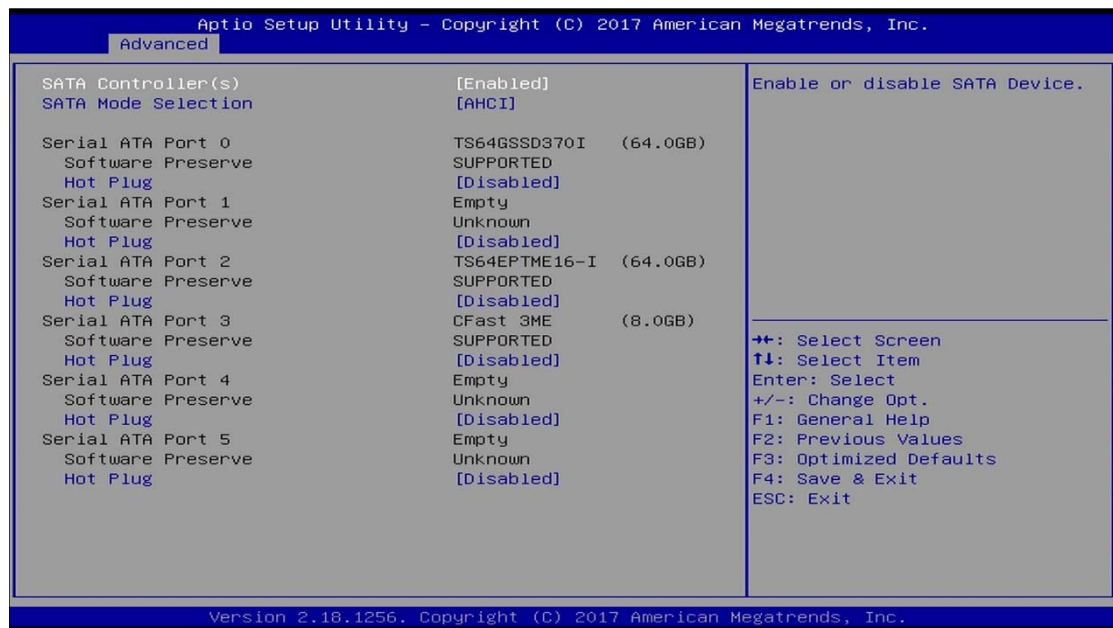 Aptio Setup Utility – Copyright (C) 2017 American Megatrends, Inc.
Advanced
SATA Controller(s) [Enabled]
SATA Mode Selection [AHCI]
Serial ATA Port 0 TS64GSSD370I (64.0GB)
Software Preserve SUPPORTED
Hot Plug [Disabled]
Serial ATA Port 1 Empty
Software Preserve Unknown
Hot Plug [Disabled]
Serial ATA Port 2 TS64EPTME16-I (64.0GB)
Software Preserve SUPPORTED
Hot Plug [Disabled]
Serial ATA Port 3 CFast 3ME (8.0GB)
Software Preserve SUPPORTED
Hot Plug [Disabled]
Serial ATA Port 4 Empty
Software Preserve Unknown
Hot Plug [Disabled]
Serial ATA Port 5 Empty
Software Preserve Unknown
Hot Plug [Disabled]
Enable or disable SATA Device.
→←: Select Screen
↑↓: Select Item
Enter: Select
+/-: Change Opt.
F1: General Help
F2: Previous Values
F3: Optimized Defaults
F4: Save & Exit
ESC: Exit
Version 2.18.1256. Copyright (C) 2017 American Megatrends, Inc.